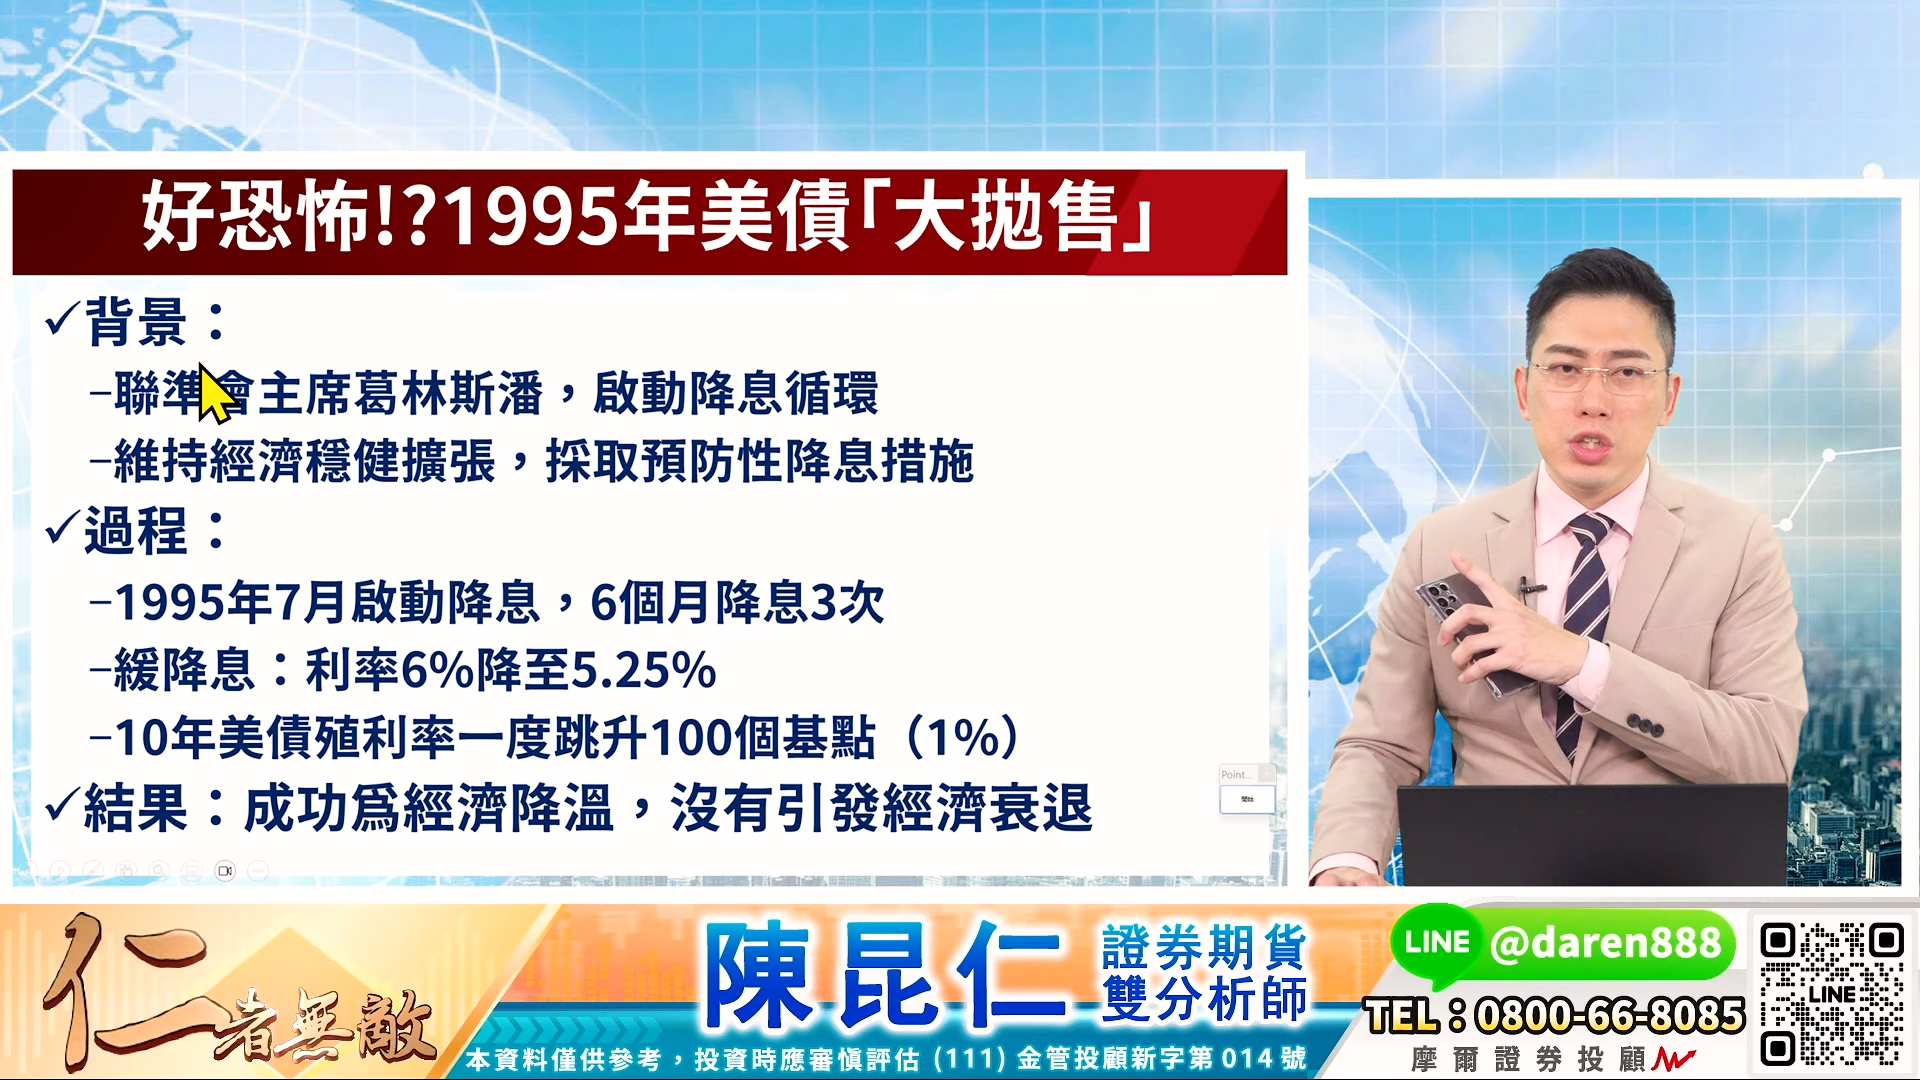 好恐怖!?1995年美債「大拋售」
✓背景：
–聯準會主席葛林斯潘，啟動降息循環
–維持經濟穩健擴張，採取預防性降息措施
✓過程：
–1995年7月啟動降息，6個月降息3次
–緩降息：利率6%降至5.25%
–10年美債殖利率一度跳升100個基點（1%）
✓結果：成功為經濟降溫，沒有引發經濟衰退
Point...
開始
仁者無敵
陳昆仁
證券期貨
雙分析師
本資料僅供參考，投資時應審慎評估 (111) 金管投顧新字第 014 號
LINE @daren888
TEL：0800-66-8085
摩爾證券投顧
LINE